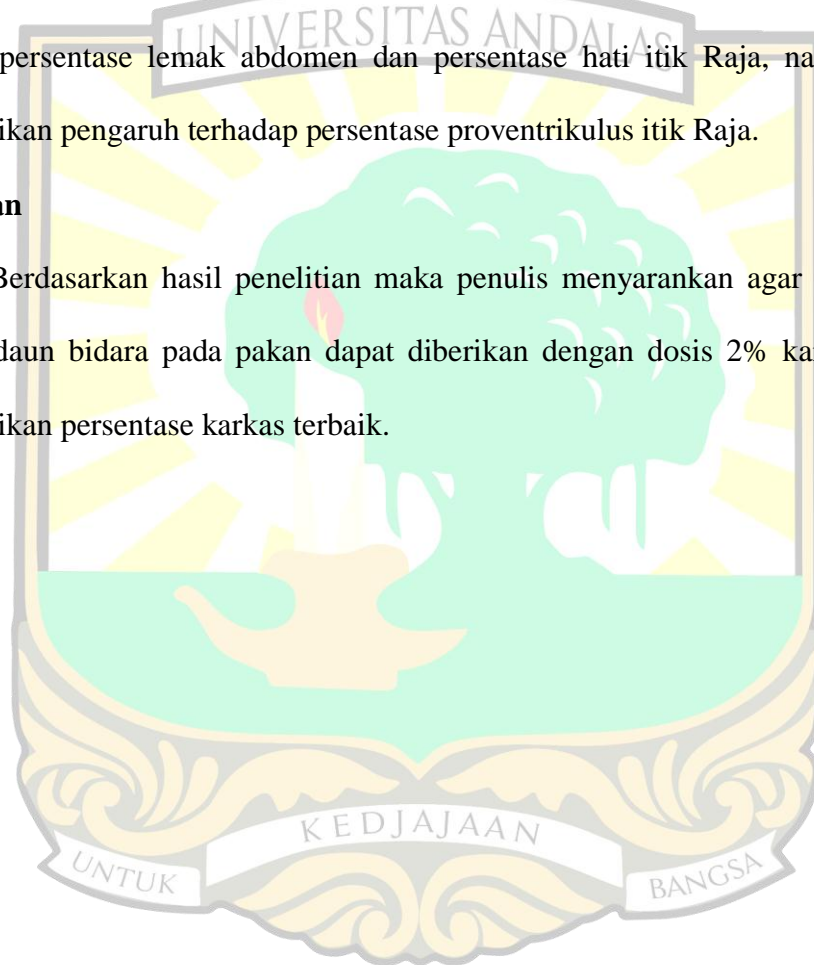 UNIVERSITAS ANDALAS
persentase lemak abdomen dan persentase hati itik Raja, na
ikan pengaruh terhadap persentase proventrikulus itik Raja.
an
Berdasarkan hasil penelitian maka penulis menyarankan agar
daun bidara pada pakan dapat diberikan dengan dosis 2% ka
ikan persentase karkas terbaik.
UNTUK KEDJAJAAN BANGSA